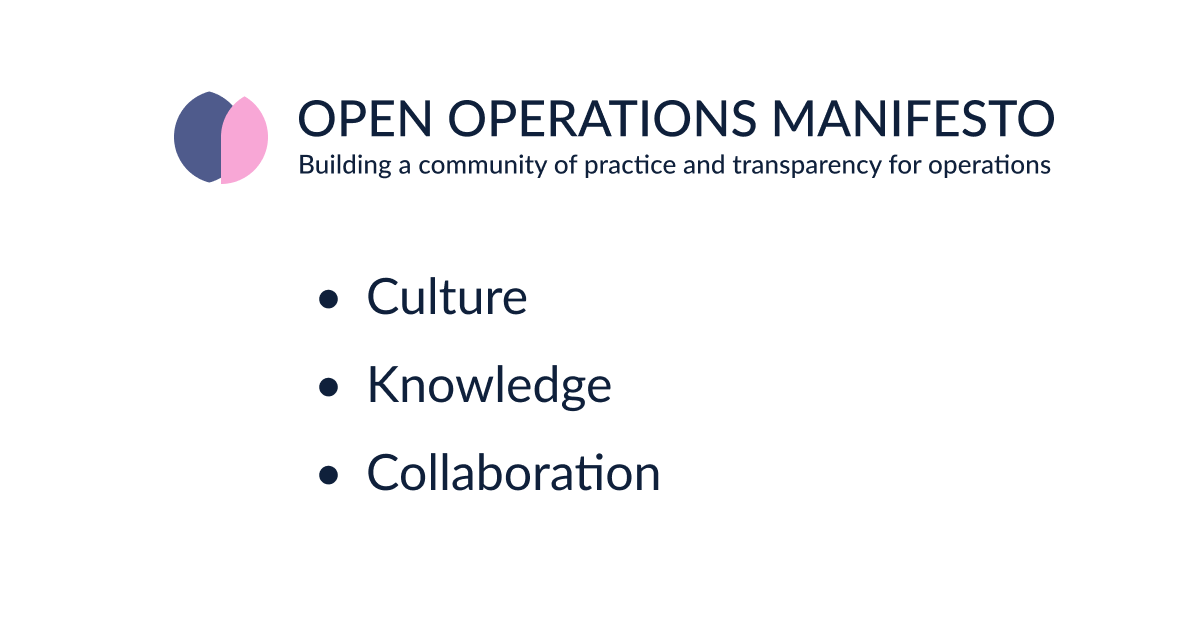 OPEN OPERATIONS MANIFESTO
Building a community of practice and transparency for operations
• Culture
• Knowledge
• Collaboration